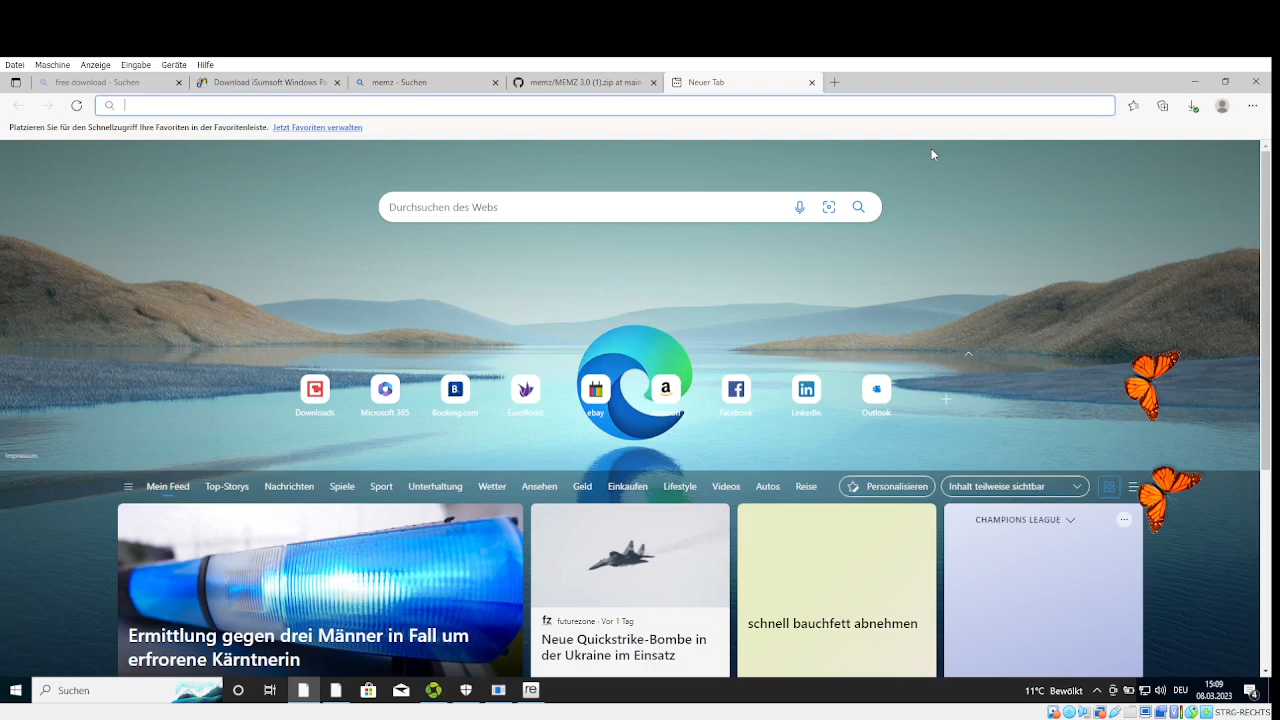 Datei Maschine Anzeige Eingabe Geräte Hilfe
free download - Suchen Download iSumsoft Windows Pa memz - Suchen memz/MEMZ 3.0 (1).zip at main Neuer Tab
Platzieren Sie für den Schnellzugriff Ihre Favoriten in der Favoritenleiste. Jetzt Favoriten verwalten
Durchsuchen des Webs
Downloads Microsoft 365 Booking.com Euroflorist ebay Amazon Facebook LinkedIn Outlook
Impressum
Mein Feed Top-Storys Nachrichten Spiele Sport Unterhaltung Wetter Ansehen Geld Einkaufen Lifestyle Videos Autos Reise Personalisieren Inhalt teilweise sichtbar
CHAMPIONS LEAGUE
Ermittlung gegen drei Männer in Fall um
erfrorene Kärntnerin
fz futurezone · Vor 1 Tag
Neue Quickstrike-Bombe in
der Ukraine im Einsatz
schnell bauchfett abnehmen
Suchen
re
11°C Bewölkt DEU 15:09
08.03.2023
4
STRG-RECHTS